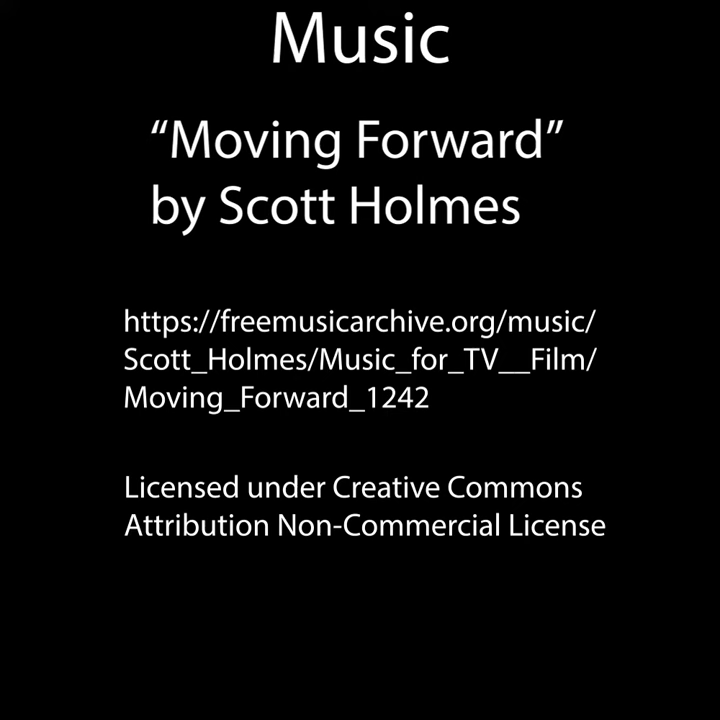 Music
“Moving Forward”
by Scott Holmes
https://freemusicarchive.org/music/
Scott_Holmes/Music_for_TV__Film/
Moving_Forward_1242
Licensed under Creative Commons
Attribution Non-Commercial License